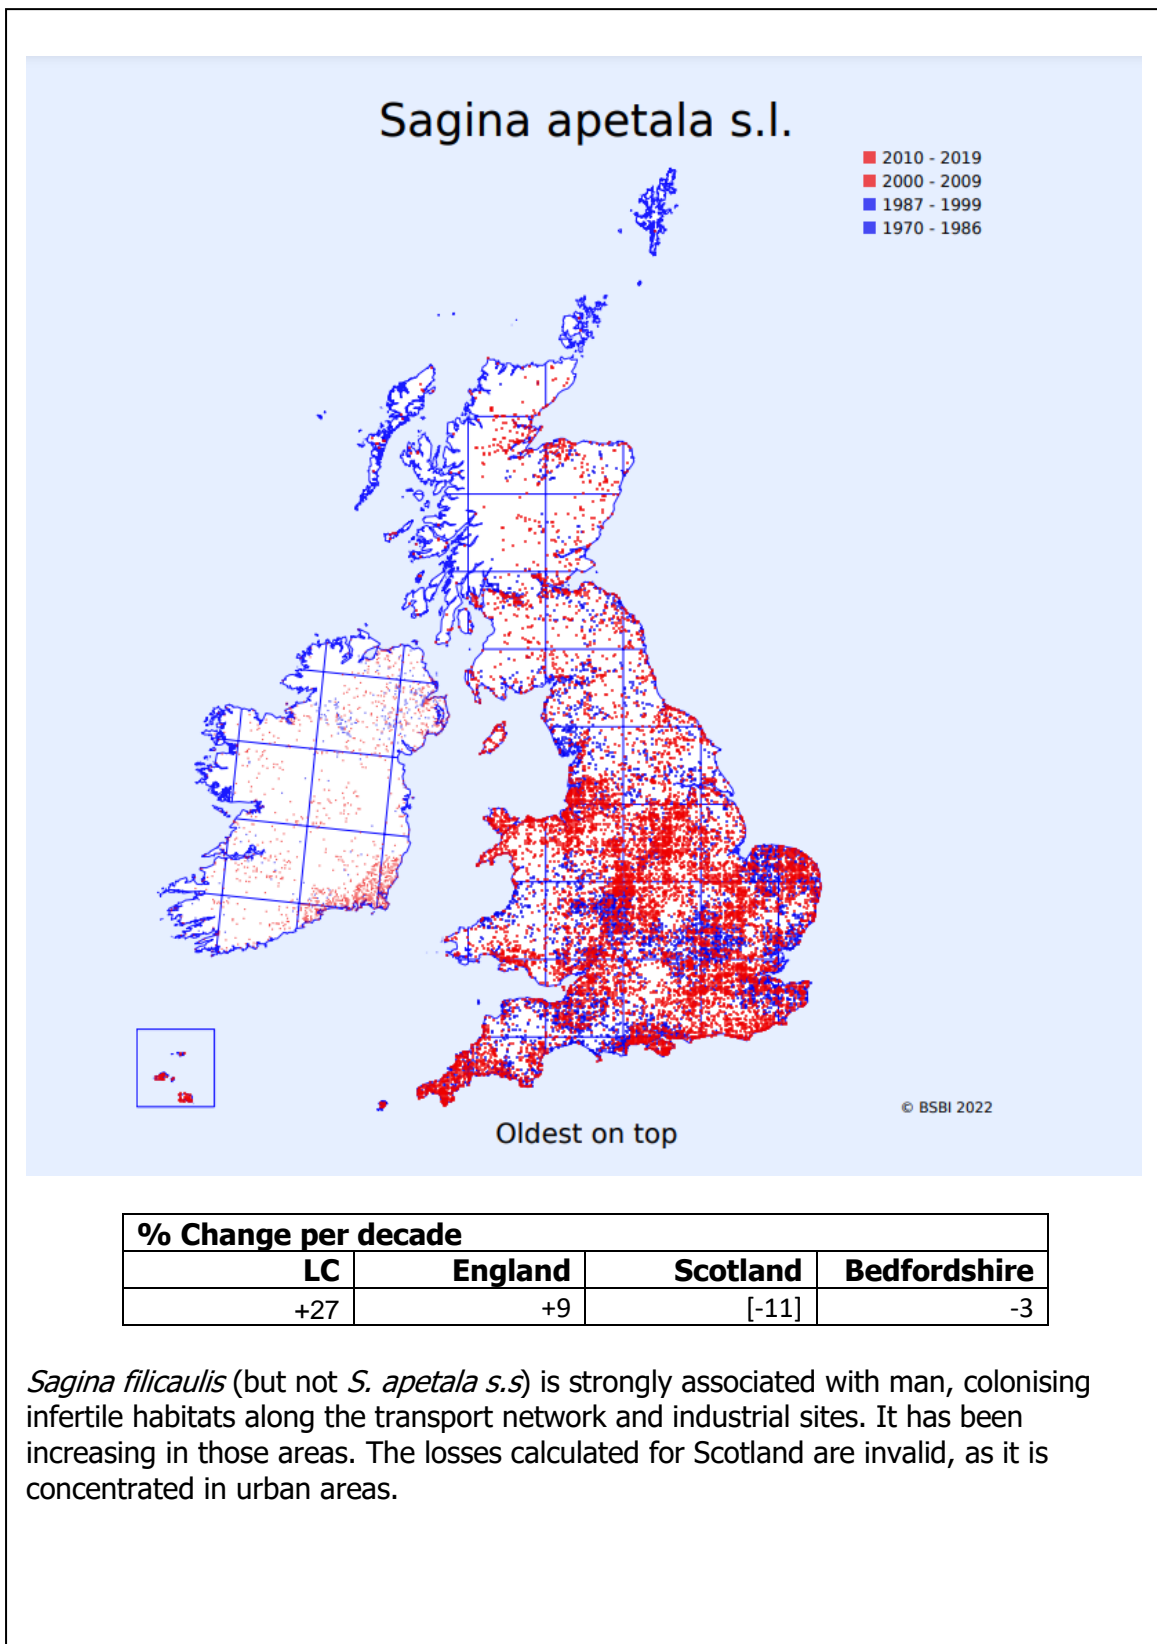 Sagina apetala s.l.
2010 - 2019
2000 - 2009
1987 - 1999
1970 - 1986
© BSBI 2022
Oldest on top
% Change per decade
LC England Scotland Bedfordshire
+27 +9 [-11] -3
Sagina filicaulis (but not S. apetala s.s) is strongly associated with man, colonising
infertile habitats along the transport network and industrial sites. It has been
increasing in those areas. The losses calculated for Scotland are invalid, as it is
concentrated in urban areas.